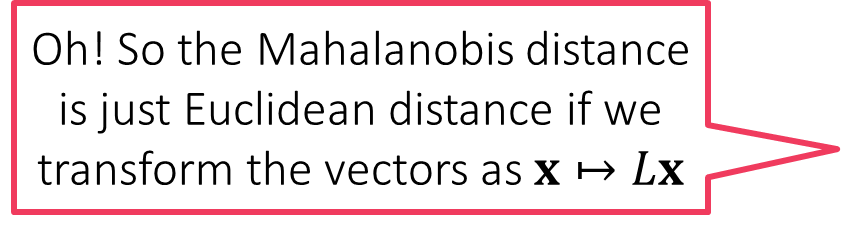 Oh! So the Mahalanobis distance
is just Euclidean distance if we
transform the vectors as 𝐱 ↦ 𝐿𝐱